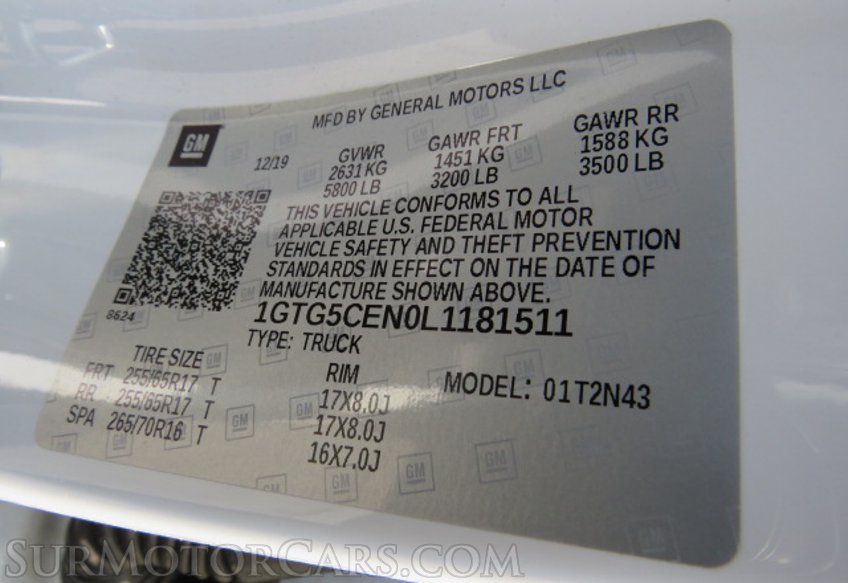 MFD BY GENERAL MOTORS LLC
GM
12/19
GVWR
2631 KG
5800 LB
GAWR FRT
1451 KG
3200 LB
GAWR RR
1588 KG
3500 LB
THIS VEHICLE CONFORMS TO ALL
APPLICABLE U.S. FEDERAL MOTOR
VEHICLE SAFETY AND THEFT PREVENTION
STANDARDS IN EFFECT ON THE DATE OF
MANUFACTURE SHOWN ABOVE.
8624
1GTG5CEN0L1181511
TYPE: TRUCK
TIRE SIZE
RIM
MODEL: 01T2N43
FRT 255/65R17 T 17X8.0J
RR 255/65R17 T 17X8.0J
SPA 265/70R16 T 16X7.0J
SurMotorCars.com